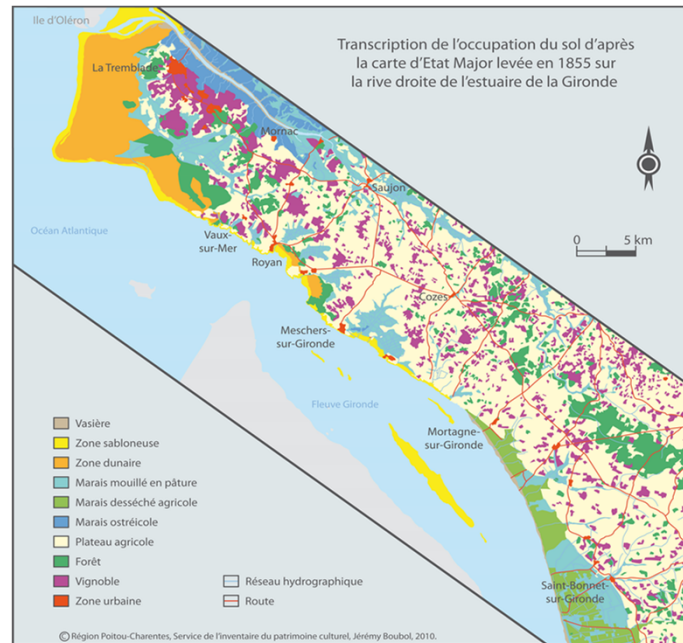 Ile d'Oléron
Transcription de l'occupation du sol d'après
la carte d'Etat Major levée en 1855 sur
la rive droite de l'estuaire de la Gironde
La Tremblade
Mornac
Saujon
Océan Atlantique
Vaux-
sur-Mer
Royan
0 5 km
Cozes
Meschers-
sur-Gironde
Fleuve Gironde
Mortagne-
sur-Gironde
Vasière
Zone sabloneuse
Zone dunaire
Marais mouillé en pâture
Marais desséché agricole
Marais ostréicole
Plateau agricole
Forêt
Vignoble
Zone urbaine
Réseau hydrographique
Route
Saint-Bonnet-
sur-Gironde
© Région Poitou-Charentes, Service de l'inventaire du patrimoine culturel, Jérémy Boubol, 2010.